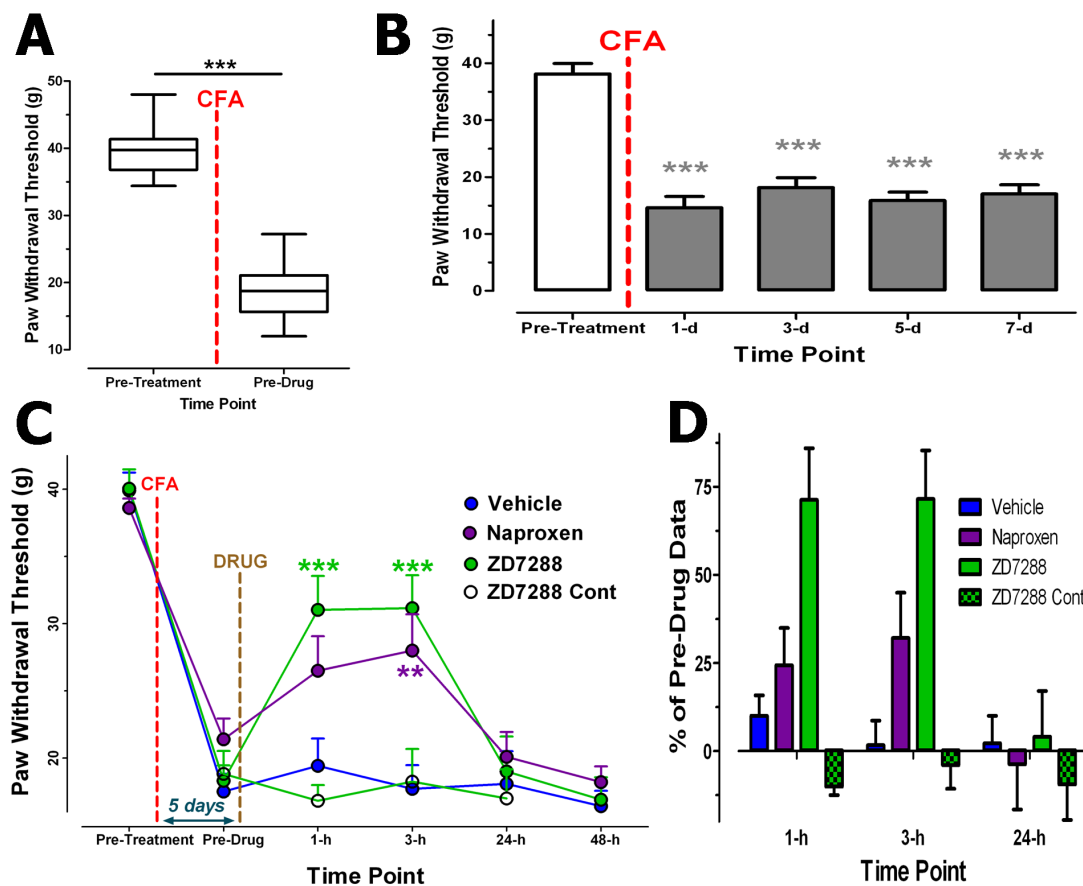 A
***
CFA
Paw Withdrawal Threshold (g)
50
40
30
20
10
Pre-Treatment
Pre-Drug
Time Point
B
CFA
Paw Withdrawal Threshold (g)
40
30
20
10
0
***
***
***
***
Pre-Treatment
1-d
3-d
5-d
7-d
Time Point
C
Paw Withdrawal Threshold (g)
40
30
20
CFA
DRUG
***
***
**
Vehicle
Naproxen
ZD7288
ZD7288 Cont
5 days
Pre-Treatment
Pre-Drug
1-h
3-h
24-h
48-h
Time Point
D
% of Pre-Drug Data
75
50
25
0
Vehicle
Naproxen
ZD7288
ZD7288 Cont
1-h
3-h
24-h
Time Point